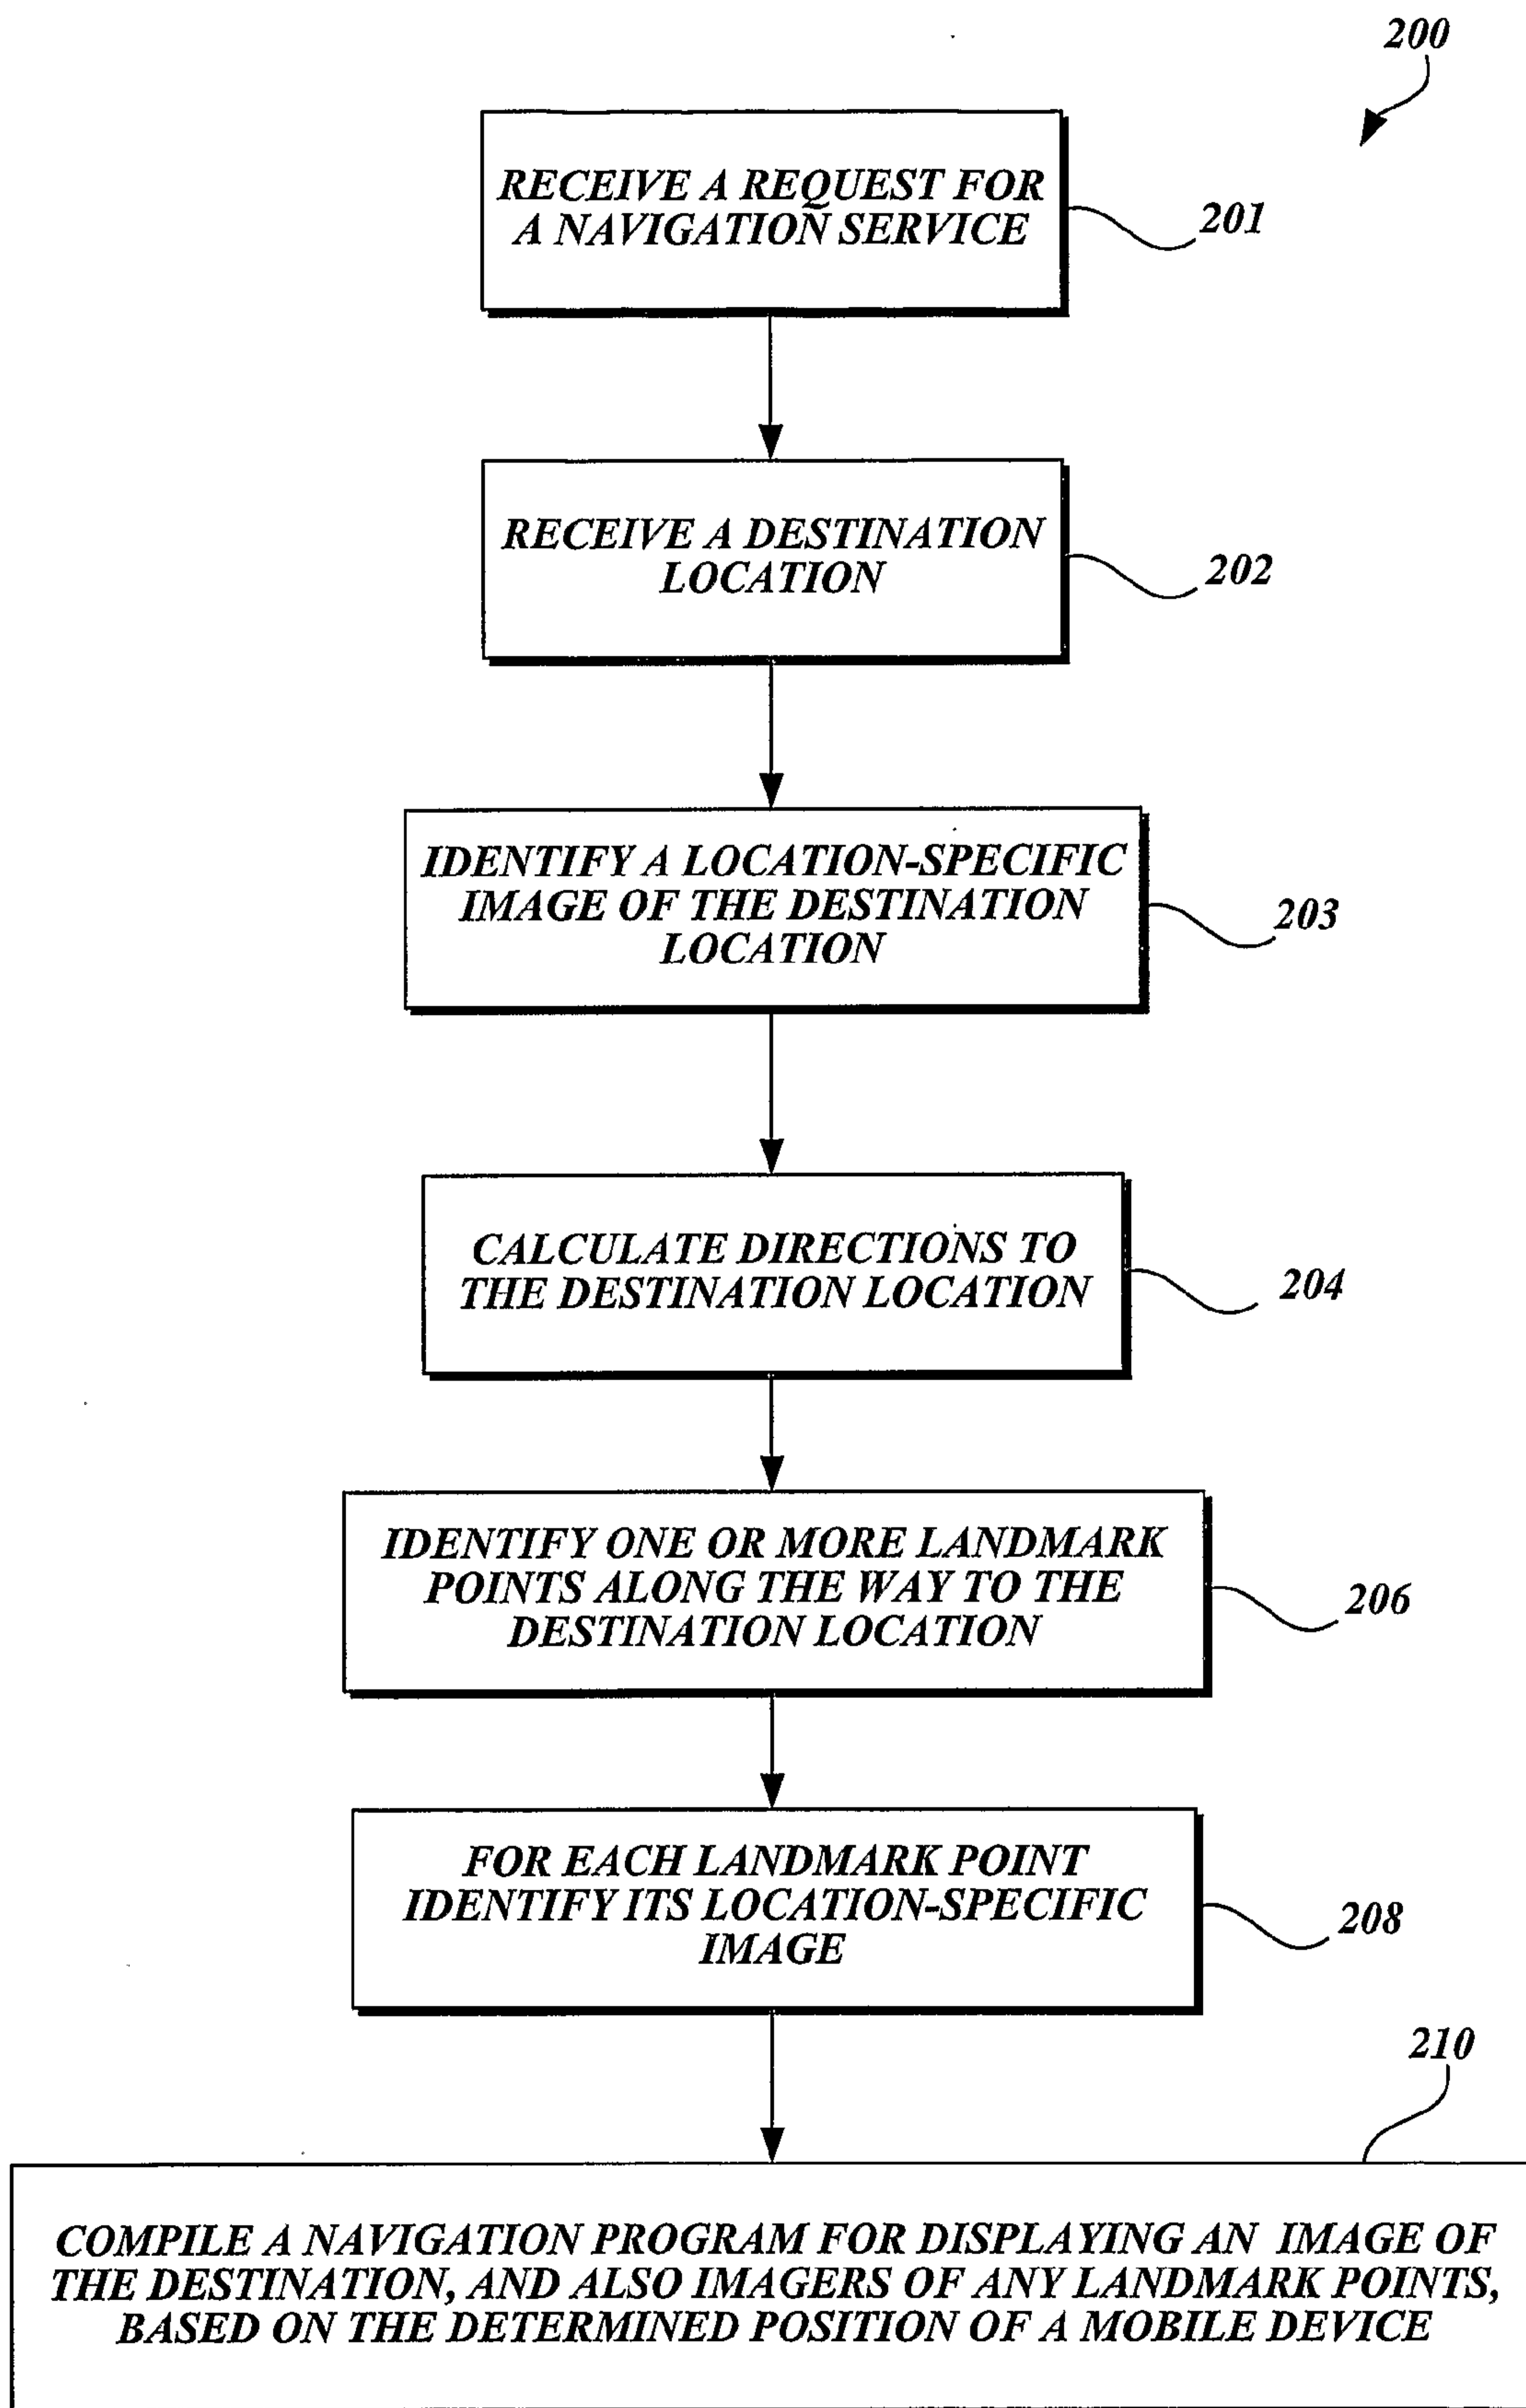 200
RECEIVE A REQUEST FOR
A NAVIGATION SERVICE
201
RECEIVE A DESTINATION
LOCATION
202
IDENTIFY A LOCATION-SPECIFIC
IMAGE OF THE DESTINATION
LOCATION
203
CALCULATE DIRECTIONS TO
THE DESTINATION LOCATION
204
IDENTIFY ONE OR MORE LANDMARK
POINTS ALONG THE WAY TO THE
DESTINATION LOCATION
206
FOR EACH LANDMARK POINT
IDENTIFY ITS LOCATION-SPECIFIC
IMAGE
208
210
COMPILE A NAVIGATION PROGRAM FOR DISPLAYING AN IMAGE OF
THE DESTINATION, AND ALSO IMAGERS OF ANY LANDMARK POINTS,
BASED ON THE DETERMINED POSITION OF A MOBILE DEVICE